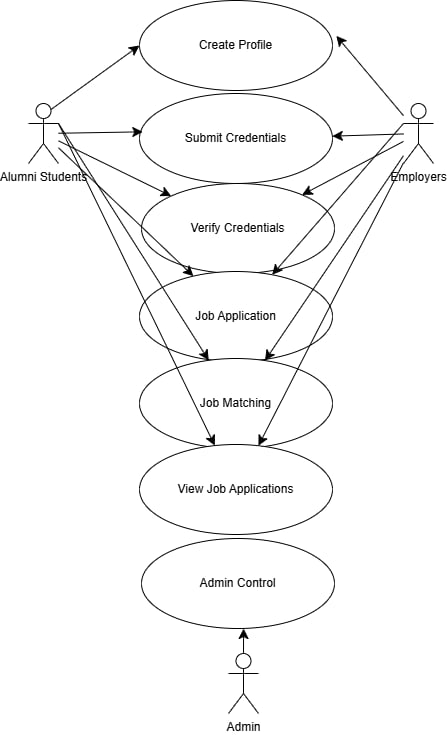 Create Profile
Submit Credentials
Alumni Students
Employers
Verify Credentials
Job Application
Job Matching
View Job Applications
Admin Control
Admin